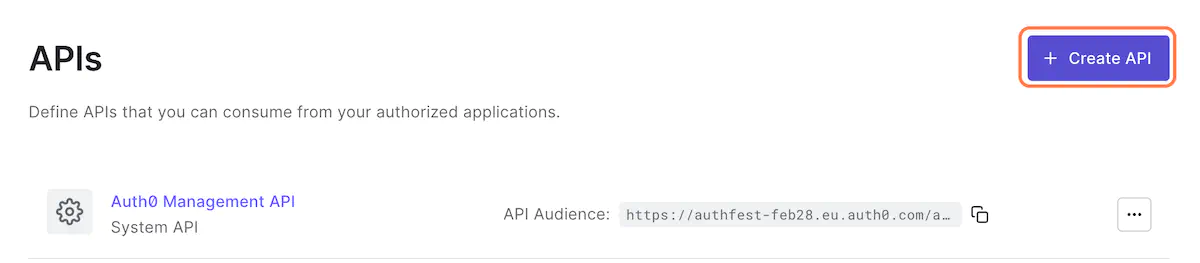 APIs
+ Create API
Define APIs that you can consume from your authorized applications.
Auth0 Management API
System API
API Audience: https://authfest-feb28.eu.auth0.com/a…